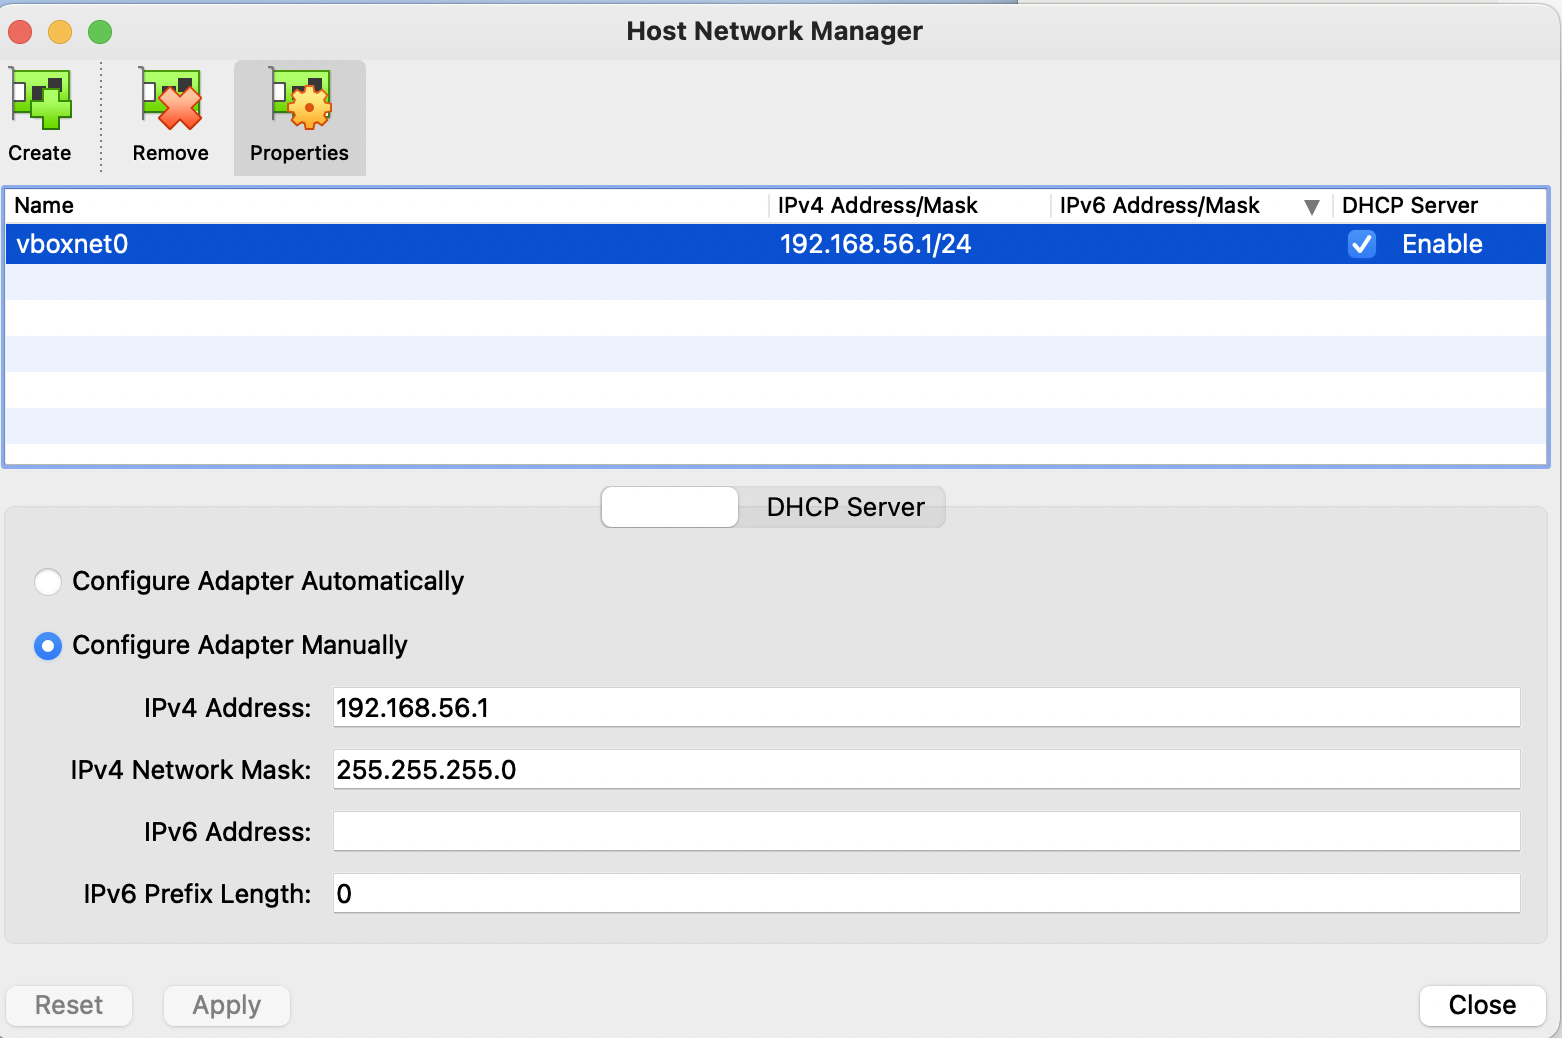 Host Network Manager
Create Remove Properties
Name IPv4 Address/Mask IPv6 Address/Mask DHCP Server
vboxnet0 192.168.56.1/24 Enable
DHCP Server
Configure Adapter Automatically
Configure Adapter Manually
IPv4 Address: 192.168.56.1
IPv4 Network Mask: 255.255.255.0
IPv6 Address:
IPv6 Prefix Length: 0
Reset Apply Close